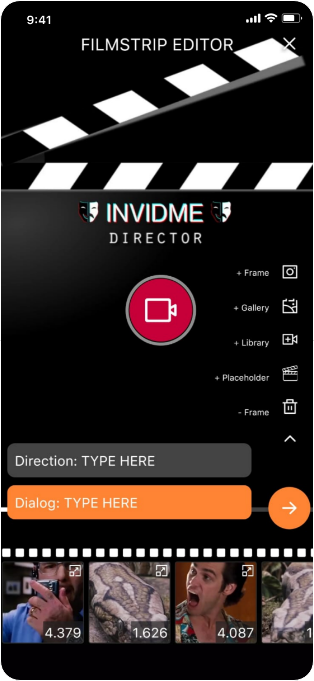 9:41
FILMSTRIP EDITOR
INVIDME
DIRECTOR
+ Frame
+ Gallery
+ Library
+ Placeholder
- Frame
Direction: TYPE HERE
Dialog: TYPE HERE
4.379
1.626
4.087
1